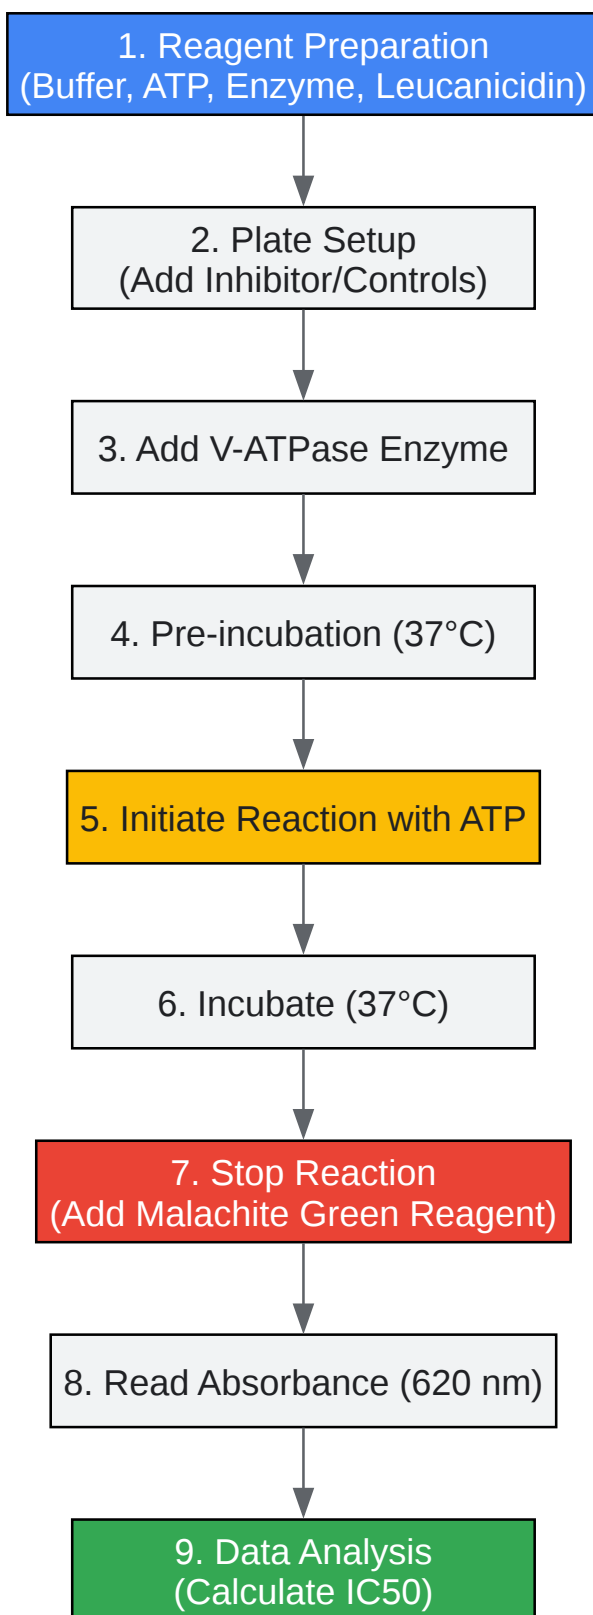 1. Reagent Preparation
(Buffer, ATP, Enzyme, Leucanicidin)
2. Plate Setup
(Add Inhibitor/Controls)
3. Add V-ATPase Enzyme
4. Pre-incubation (37°C)
5. Initiate Reaction with ATP
6. Incubate (37°C)
7. Stop Reaction
(Add Malachite Green Reagent)
8. Read Absorbance (620 nm)
9. Data Analysis
(Calculate IC50)